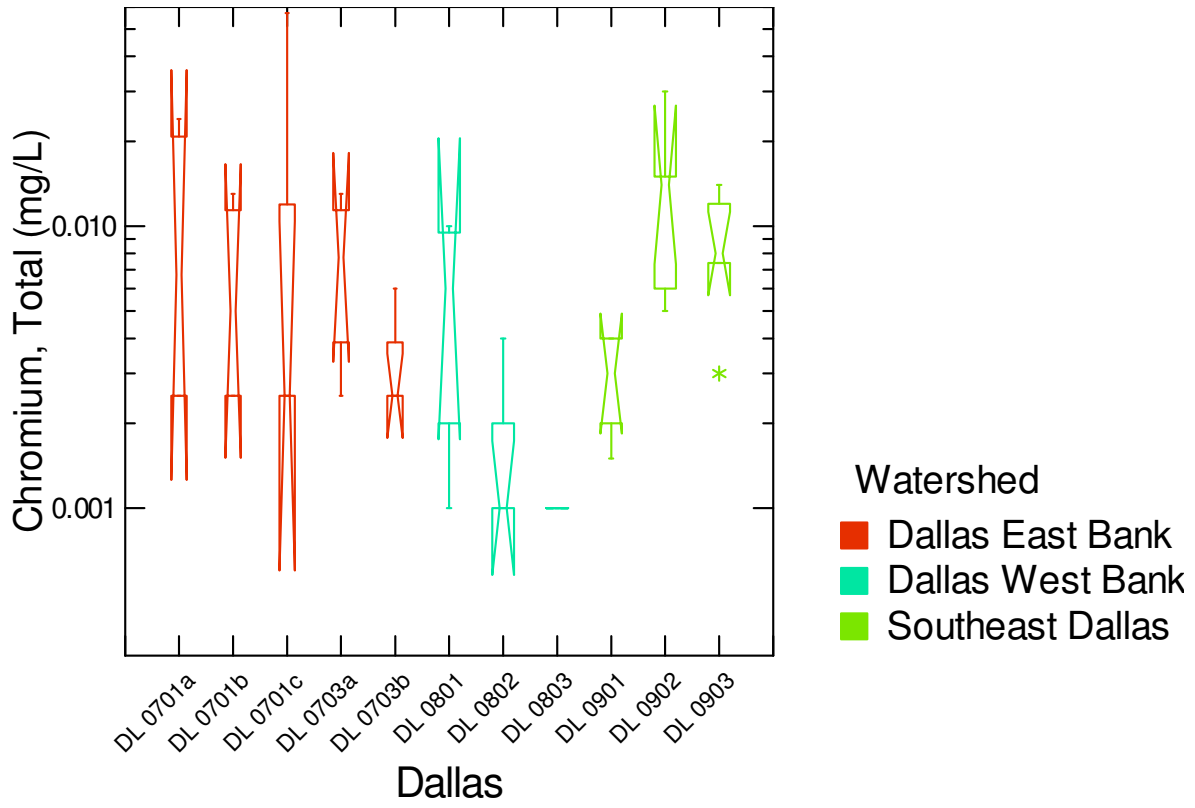 Chromium, Total (mg/L)
0.010
0.001
DL 0701a
DL 0701b
DL 0701c
DL 0703a
DL 0703b
DL 0801
DL 0802
DL 0803
DL 0901
DL 0902
DL 0903
Dallas
Watershed
Dallas East Bank
Dallas West Bank
Southeast Dallas